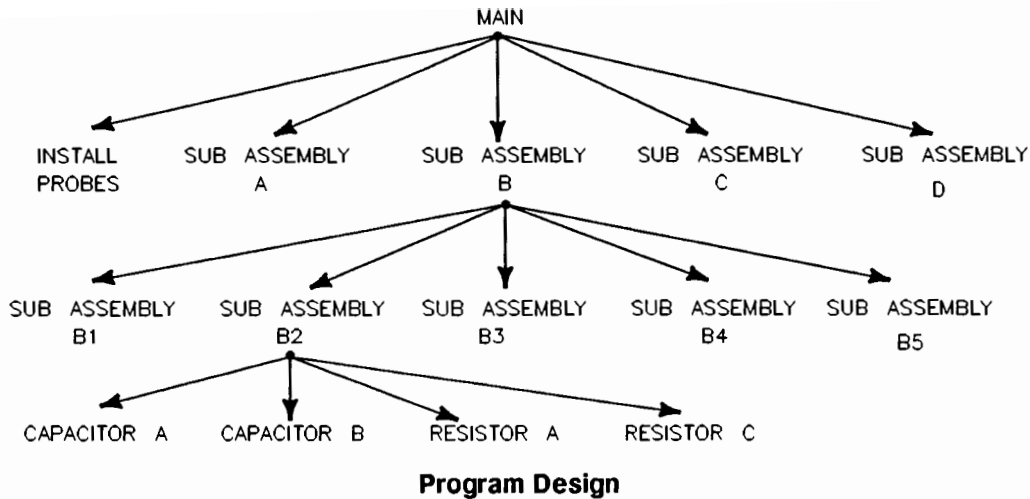 MAIN
INSTALL PROBES
SUB ASSEMBLY A
SUB ASSEMBLY B
SUB ASSEMBLY C
SUB ASSEMBLY D
SUB ASSEMBLY B1
SUB ASSEMBLY B2
SUB ASSEMBLY B3
SUB ASSEMBLY B4
SUB ASSEMBLY B5
CAPACITOR A
CAPACITOR B
RESISTOR A
RESISTOR C
Program Design